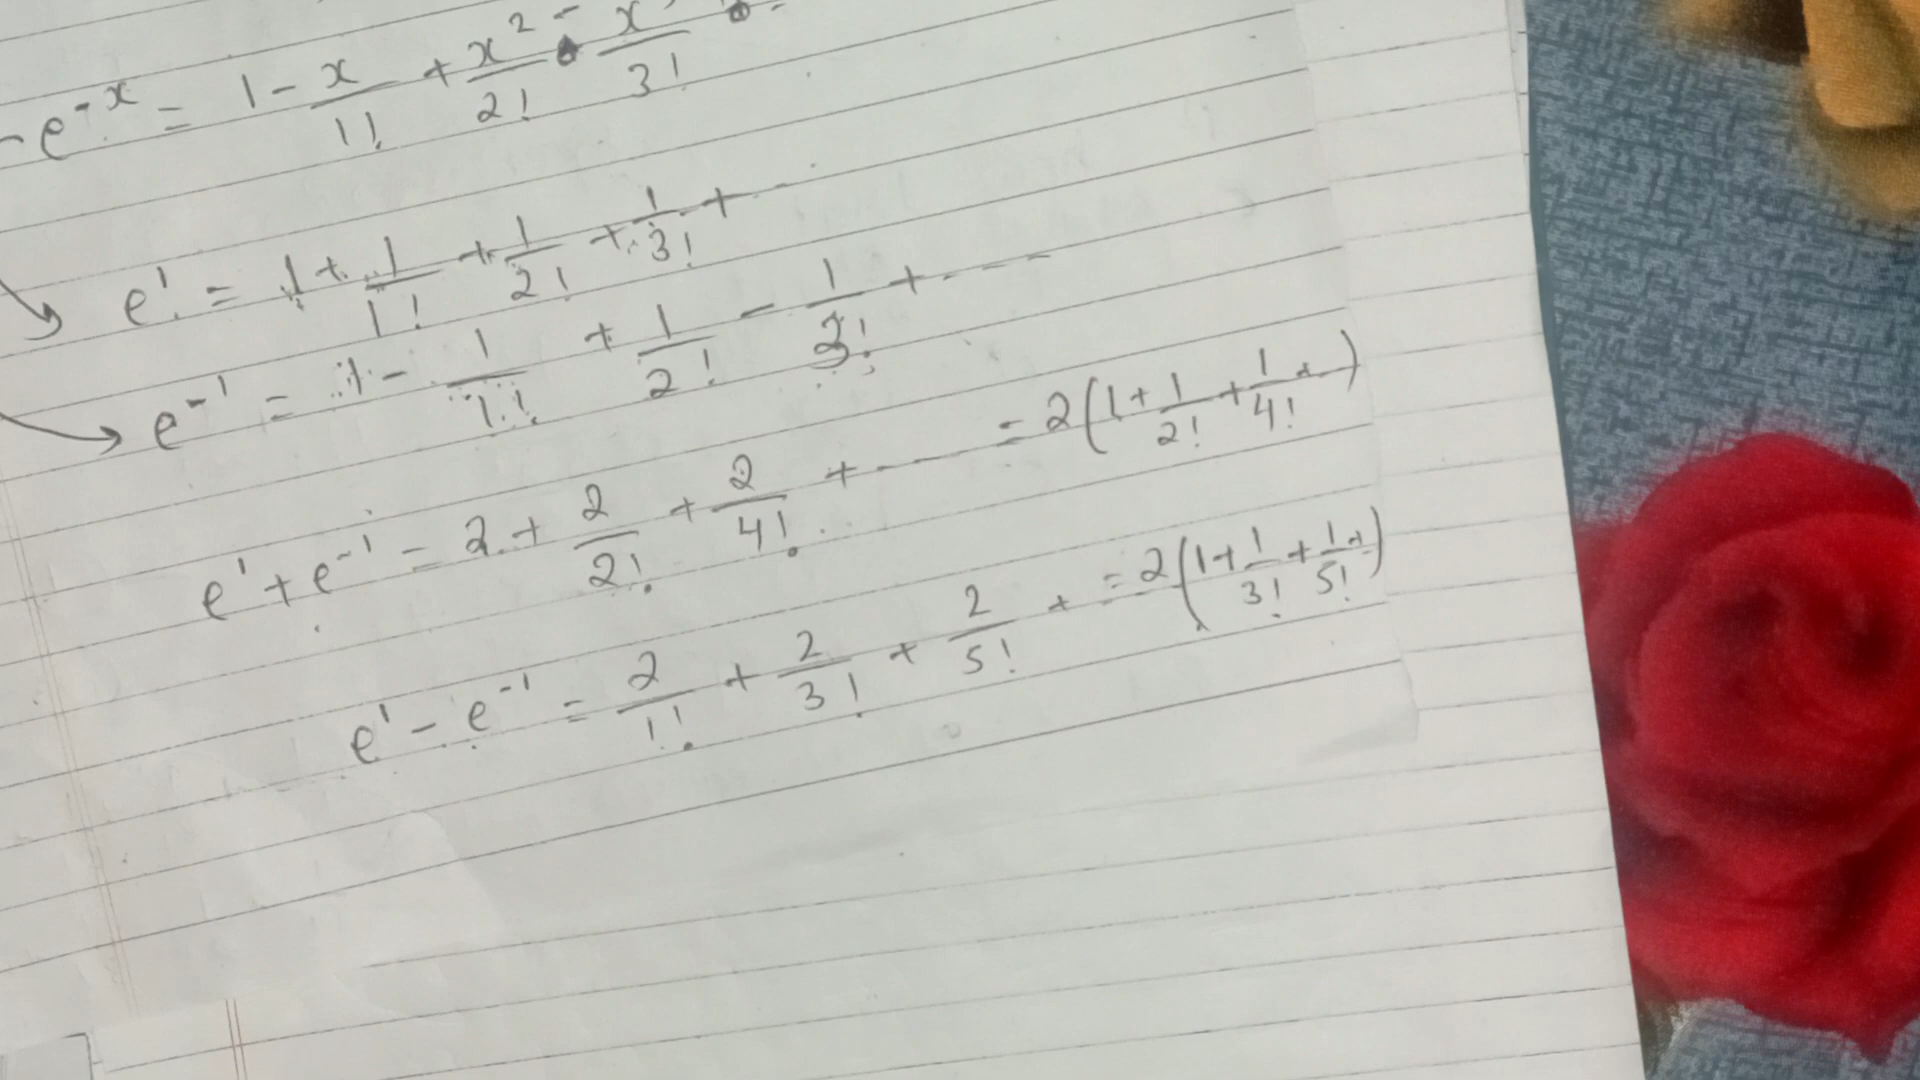 e^-x = 1 - x/1! + x²/2! - x/3!
e^1 = 1 + 1/1! + 1/2! + 1/3! + ---
e^-1 = 1 - 1/1! + 1/2! - 1/3! + ----
e^1 + e^-1 = 2 + 2/2! + 2/4! + ---- = 2(1 + 1/2! + 1/4! + )
e^1 - e^-1 = 2/1! + 2/3! + 2/5! + = 2(1 + 1/3! + 1/5! + )